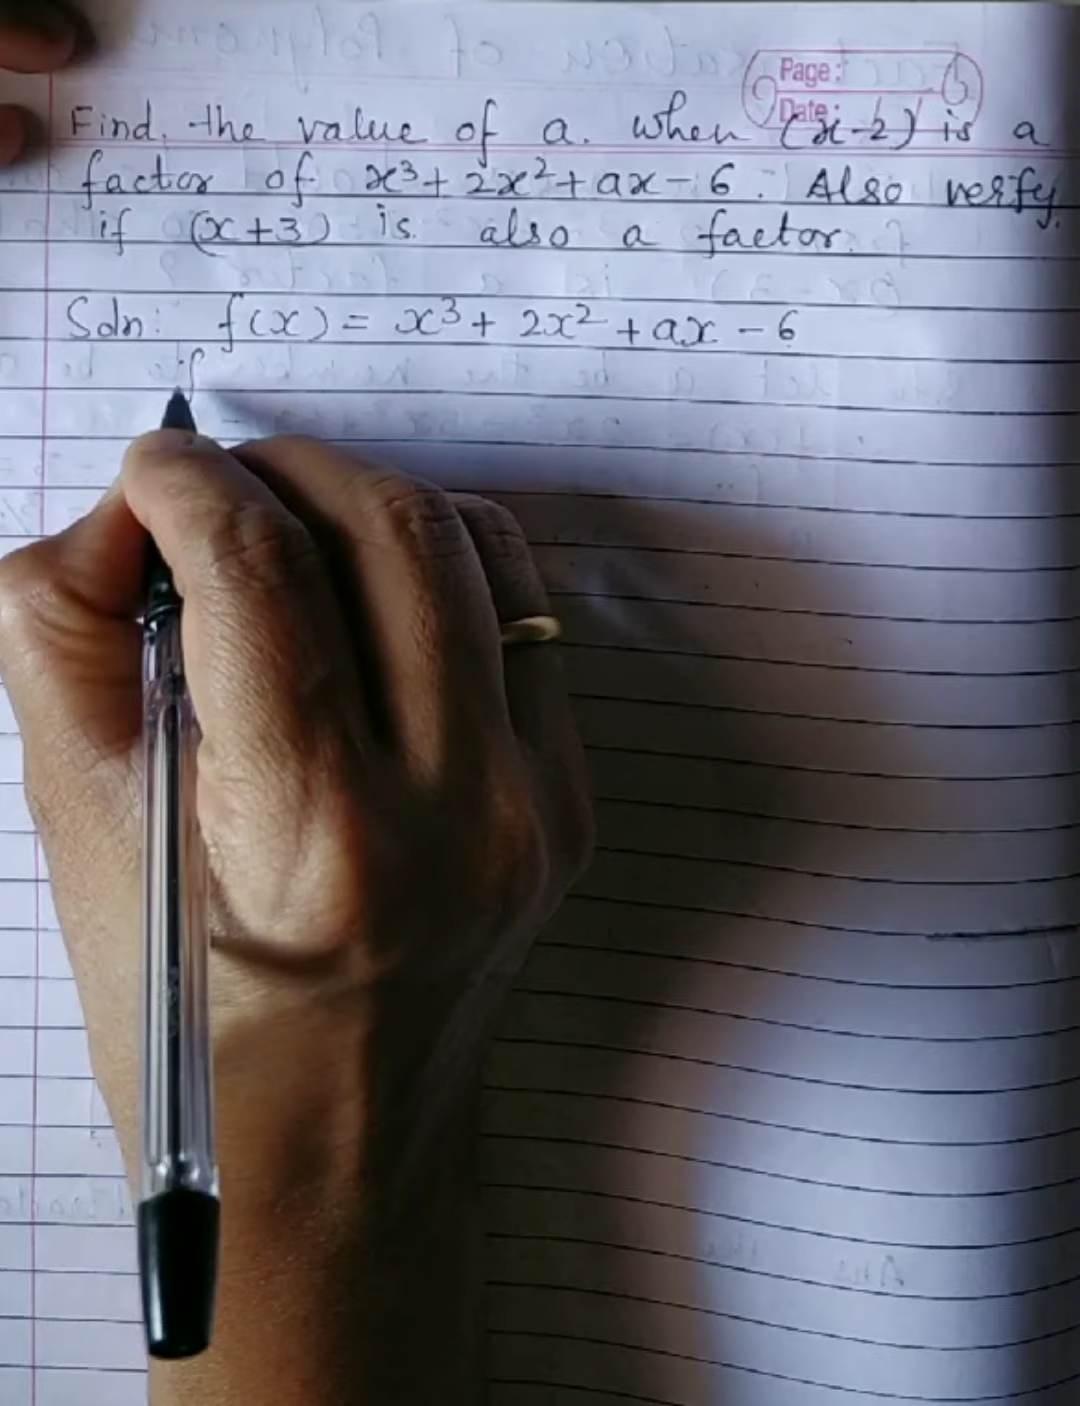 Page:
Date:
Find the value of a. when (x-2) is a
factor of x³+ 2x²+ax-6. Also verify
if (x+3) is also a factor.
Soln: f(x) = x³+ 2x² +ax - 6
if